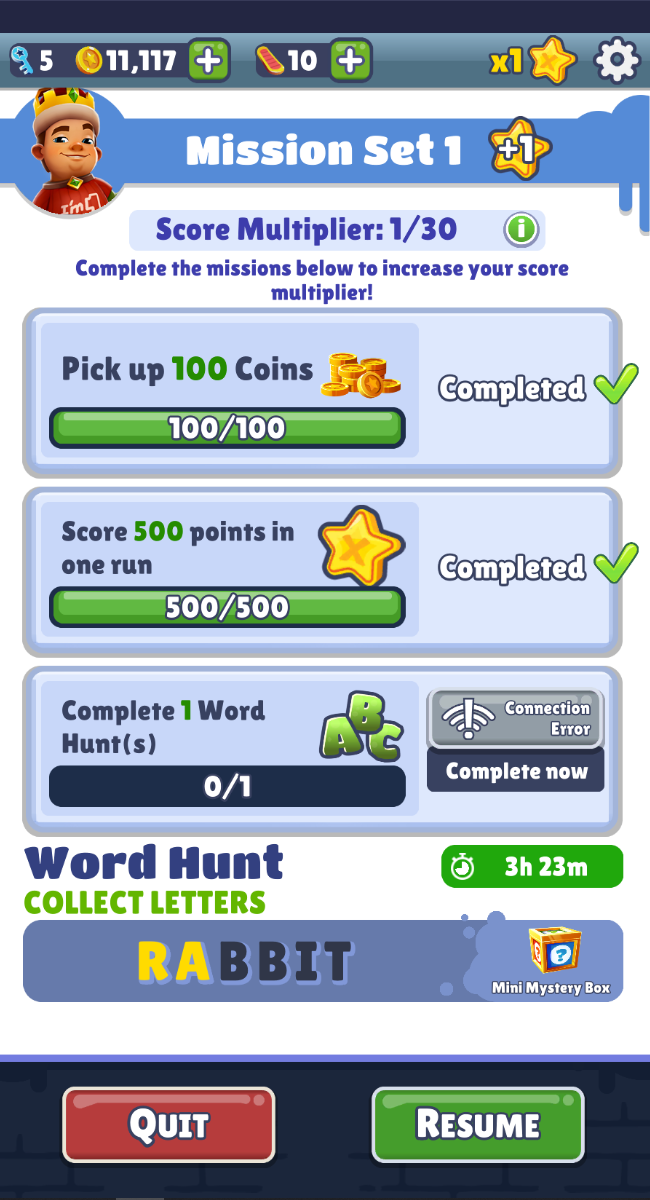 5 11,117 10 x1
Mission Set 1 +1
Score Multiplier: 1/30 i
Complete the missions below to increase your score
multiplier!
Pick up 100 Coins
100/100
Completed
Score 500 points in
one run
500/500
Completed
Complete 1 Word
Hunt(s)
ABC
0/1
Connection
Error
Complete now
Word Hunt
3h 23m
COLLECT LETTERS
RABBIT
?
Mini Mystery Box
QUIT
RESUME